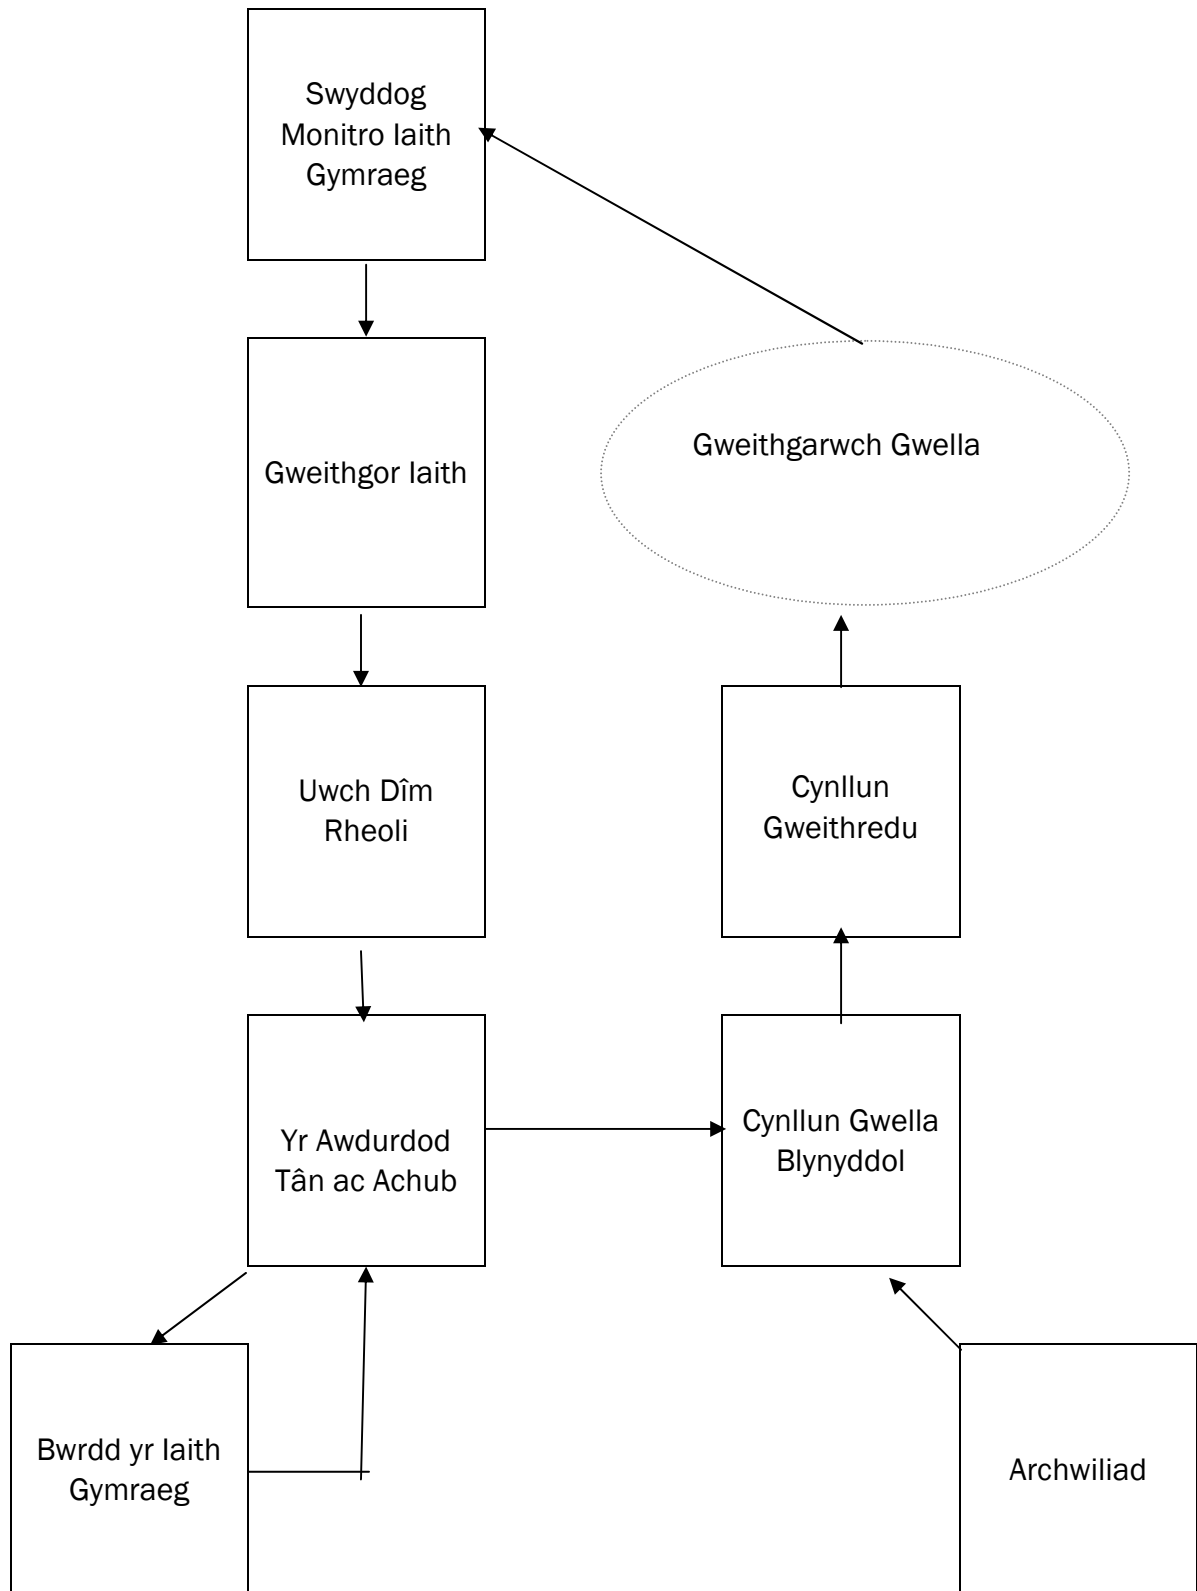 Swyddog
Monitro Iaith
Gymraeg
Gweithgarwch Gwella
Gweithgor Iaith
Uwch Dîm
Rheoli
Cynllun
Gweithredu
Yr Awdurdod
Tân ac Achub
Cynllun Gwella
Blynyddol
Bwrdd yr Iaith
Gymraeg
Archwiliad